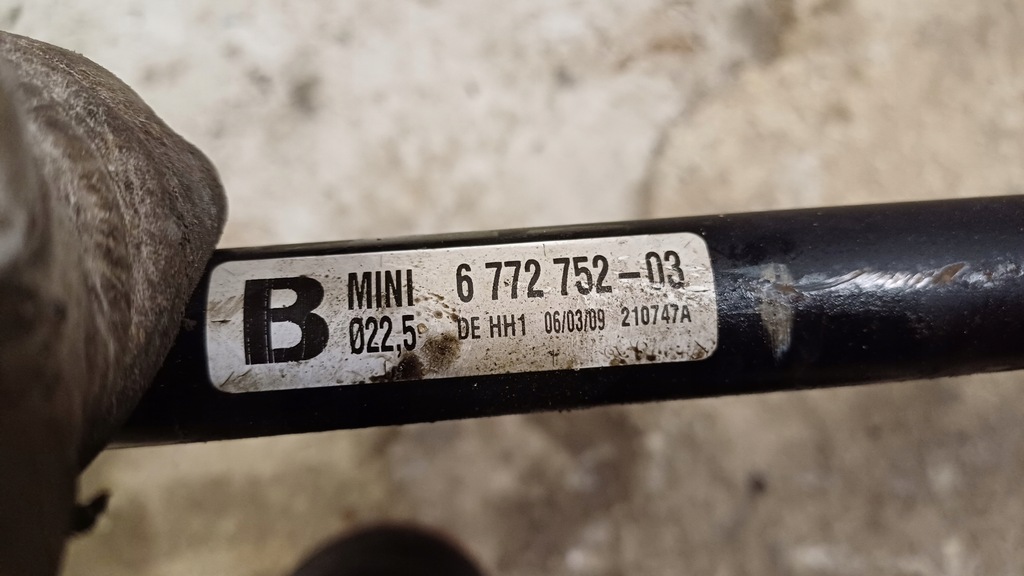 B
MINI 6 772 752-03
Ø22,5 DE HH1 06/03/09 210747A